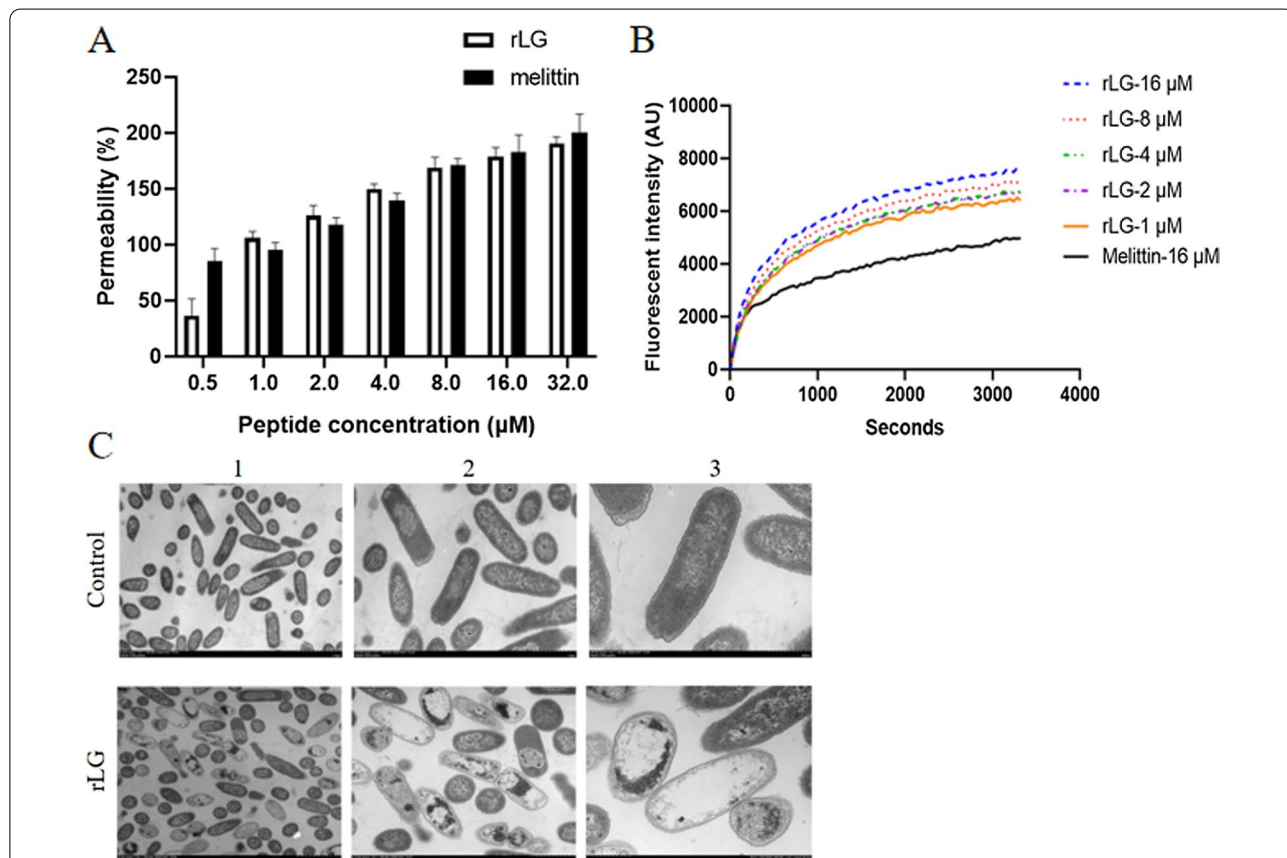 A
rLG
melittin
Permeability (%)
250
200
150
100
50
0
0.5 1.0 2.0 4.0 8.0 16.0 32.0
Peptide concentration (µM)
B
Fluorescent intensity (AU)
10000
8000
6000
4000
2000
0
0 1000 2000 3000 4000
Seconds
rLG-16 µM
rLG-8 µM
rLG-4 µM
rLG-2 µM
rLG-1 µM
Melittin-16 µM
C
1 2 3
Control
rLG